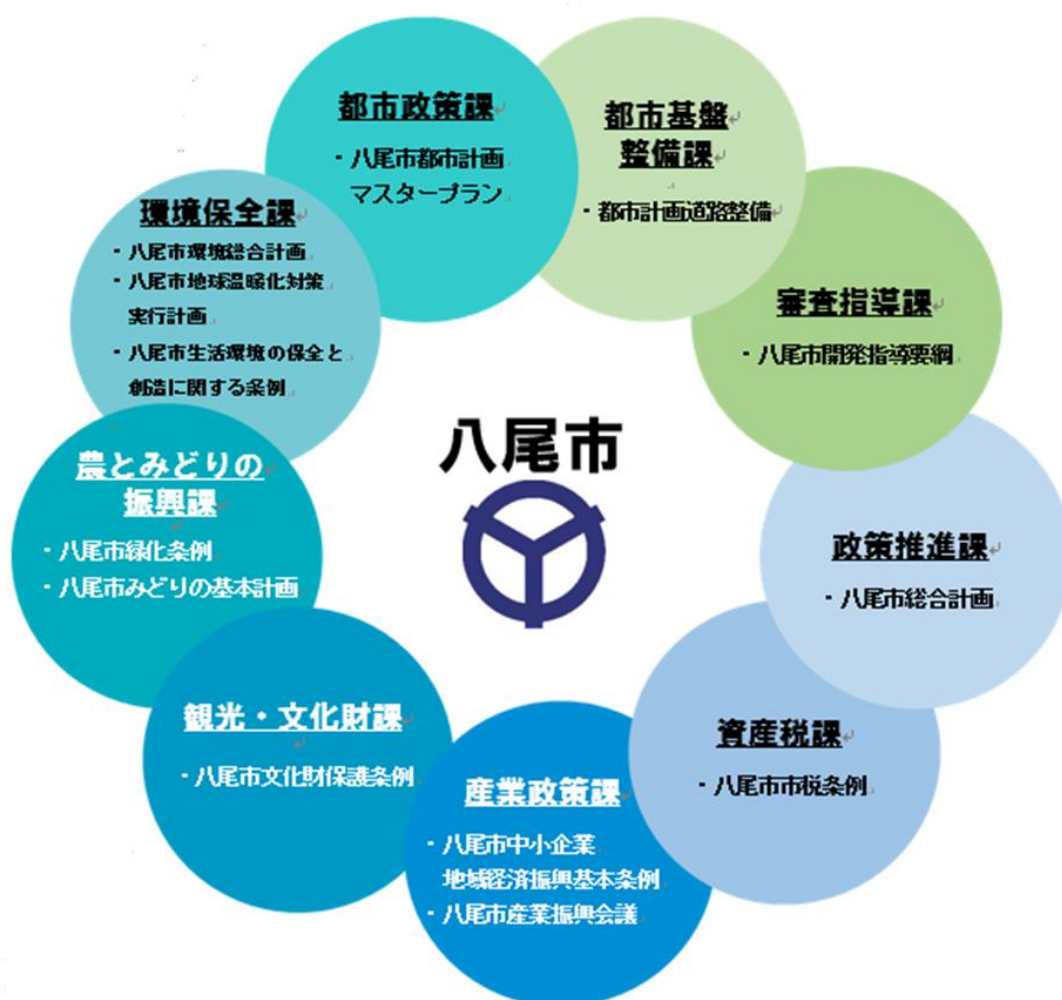 都市政策課
・八尾市都市計画
マスタープラン
都市基盤
整備課
・都市計画道路整備
審査指導課
・八尾市開発指導要綱
政策推進課
・八尾市総合計画
資産税課
・八尾市市税条例
産業政策課
・八尾市中小企業
地域経済振興基本条例
・八尾市産業振興会議
観光・文化財課
・八尾市文化財保護条例
農とみどりの
振興課
・八尾市緑化条例
・八尾市みどりの基本計画
環境保全課
・八尾市環境総合計画
・八尾市地球温暖化対策
実行計画
・八尾市生活環境の保全と
創造に関する条例
八尾市